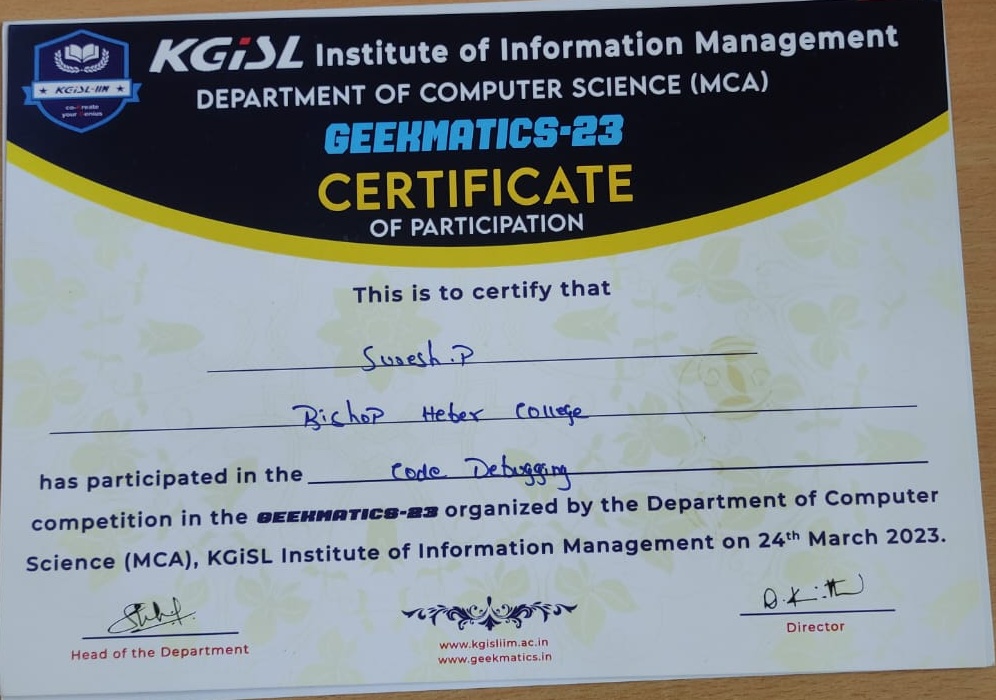 KGiSL Institute of Information Management
DEPARTMENT OF COMPUTER SCIENCE (MCA)
★ KGiSL-IIM ★
co-kreate
your Genius
GEEKMATICS-23
CERTIFICATE
OF PARTICIPATION
This is to certify that
Suresh.P
Bishop Heber College
has participated in the Code Debugging
competition in the GEEKMATICS-23 organized by the Department of Computer
Science (MCA), KGiSL Institute of Information Management on 24th March 2023.
Head of the Department
www.kgisliim.ac.in
www.geekmatics.in
Director